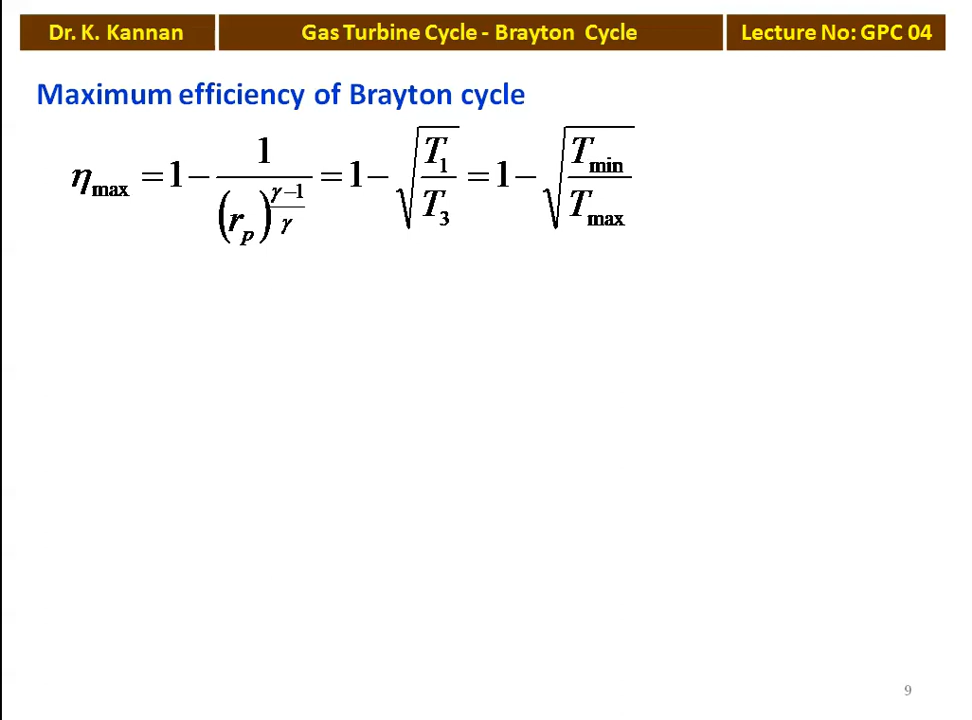 Dr. K. Kannan
Gas Turbine Cycle - Brayton Cycle
Lecture No: GPC 04
Maximum efficiency of Brayton cycle
η_max = 1 − 1/(r_p)^((γ−1)/γ) = 1 − √(T_1/T_3) = 1 − √(T_min/T_max)
9